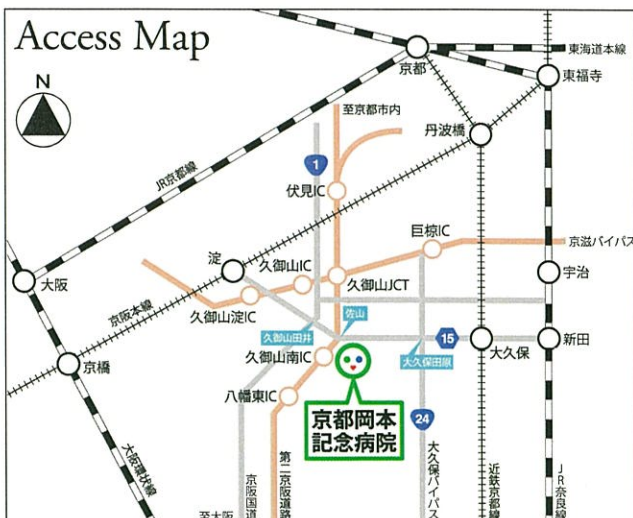 Access Map
N
京都
東海道本線
東福寺
至京都市内
丹波橋
1
JR京都線
伏見IC
巨椋IC
京滋バイパス
淀
久御山IC
久御山JCT
宇治
大阪
京阪本線
久御山淀IC
佐山
久御山田井
15
京橋
久御山南IC
大久保田原
大久保
新田
八幡東IC
京都岡本
記念病院
24
大阪環状線
京阪国道
第二京阪道路
大久保バイパス
近鉄京都線
JR奈良線
至大阪